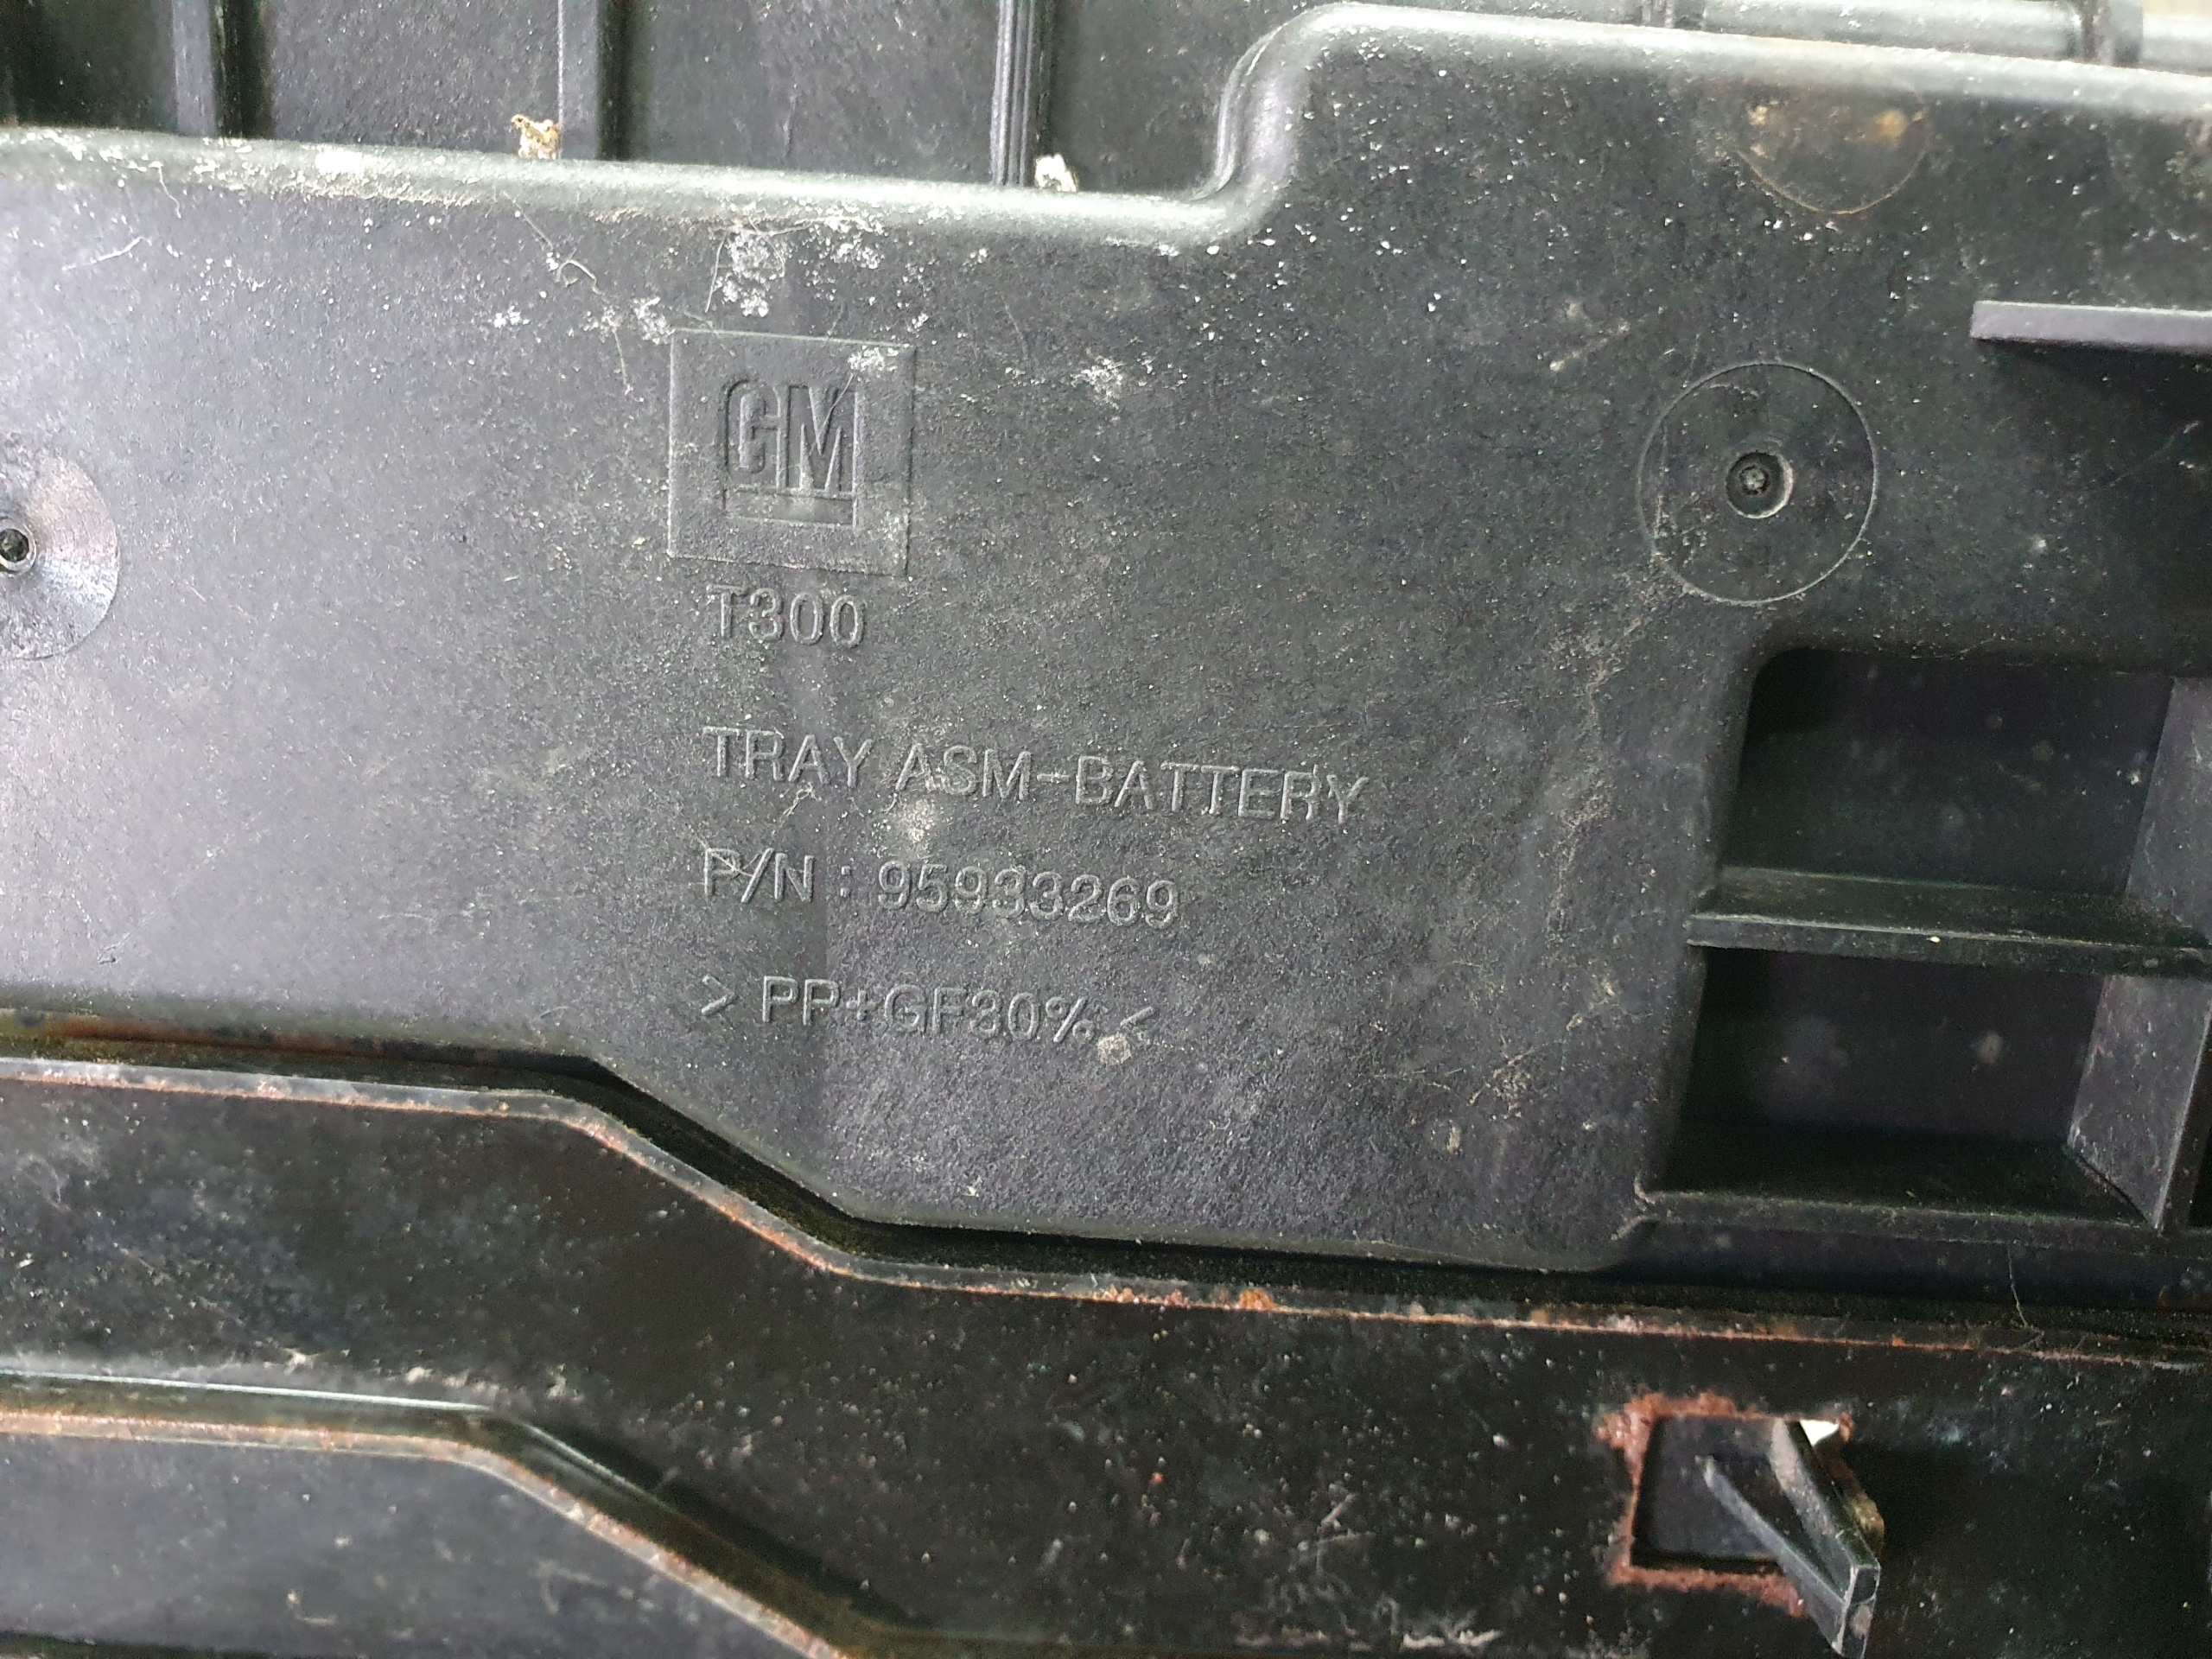 GM
T300
TRAY ASM-BATTERY
P/N : 95933269
> PP+GF30% <